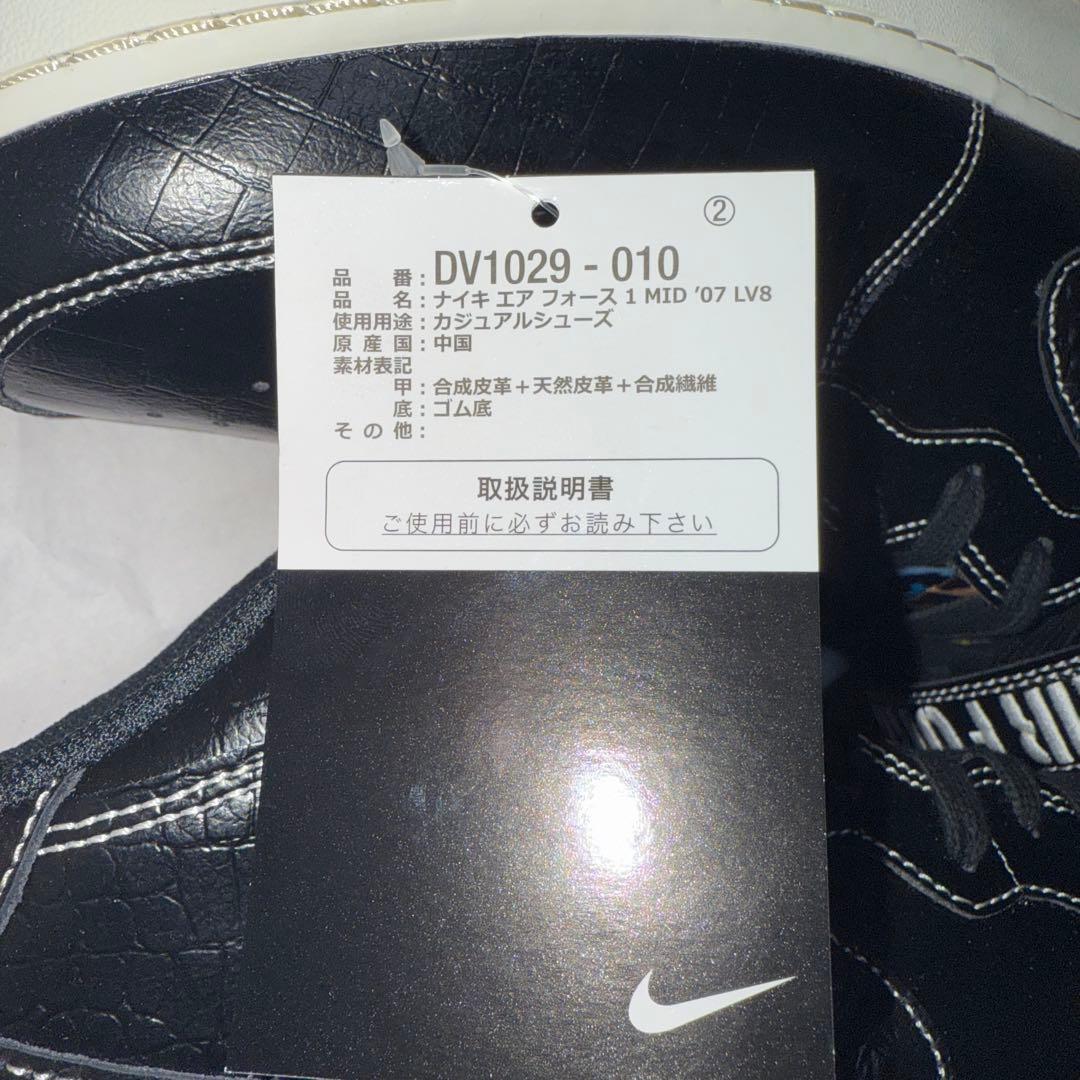 ②
品番：DV1029 - 010
品名：ナイキ エア フォース 1 MID ’07 LV8
使用用途：カジュアルシューズ
原産国：中国
素材表記
甲：合成皮革＋天然皮革＋合成繊維
底：ゴム底
その他：
取扱説明書
ご使用前に必ずお読み下さい